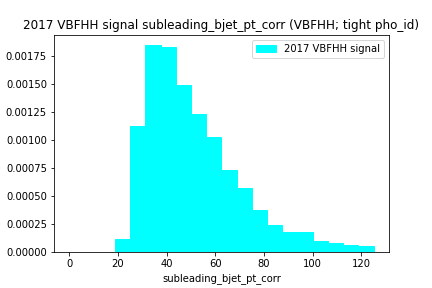 2017 VBFHH signal subleading_bjet_pt_corr (VBFHH; tight pho_id)
2017 VBFHH signal
0.00175
0.00150
0.00125
0.00100
0.00075
0.00050
0.00025
0.00000
0 20 40 60 80 100 120
subleading_bjet_pt_corr